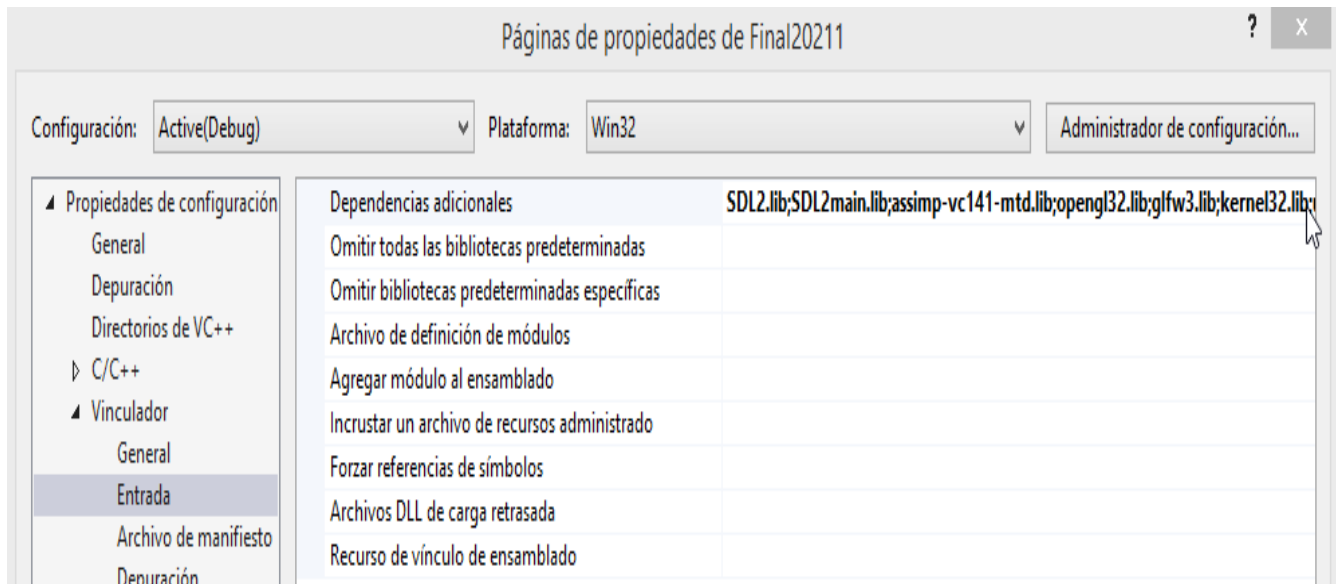 Páginas de propiedades de Final20211
? X
Configuración: Active(Debug) Plataforma: Win32 Administrador de configuración...
Propiedades de configuración
General
Depuración
Directorios de VC++
C/C++
Vinculador
General
Entrada
Archivo de manifiesto
Depuración
Dependencias adicionales SDL2.lib;SDL2main.lib;assimp-vc141-mtd.lib;opengl32.lib;glfw3.lib;kernel32.lib;
Omitir todas las bibliotecas predeterminadas
Omitir bibliotecas predeterminadas específicas
Archivo de definición de módulos
Agregar módulo al ensamblado
Incrustar un archivo de recursos administrado
Forzar referencias de símbolos
Archivos DLL de carga retrasada
Recurso de vínculo de ensamblado